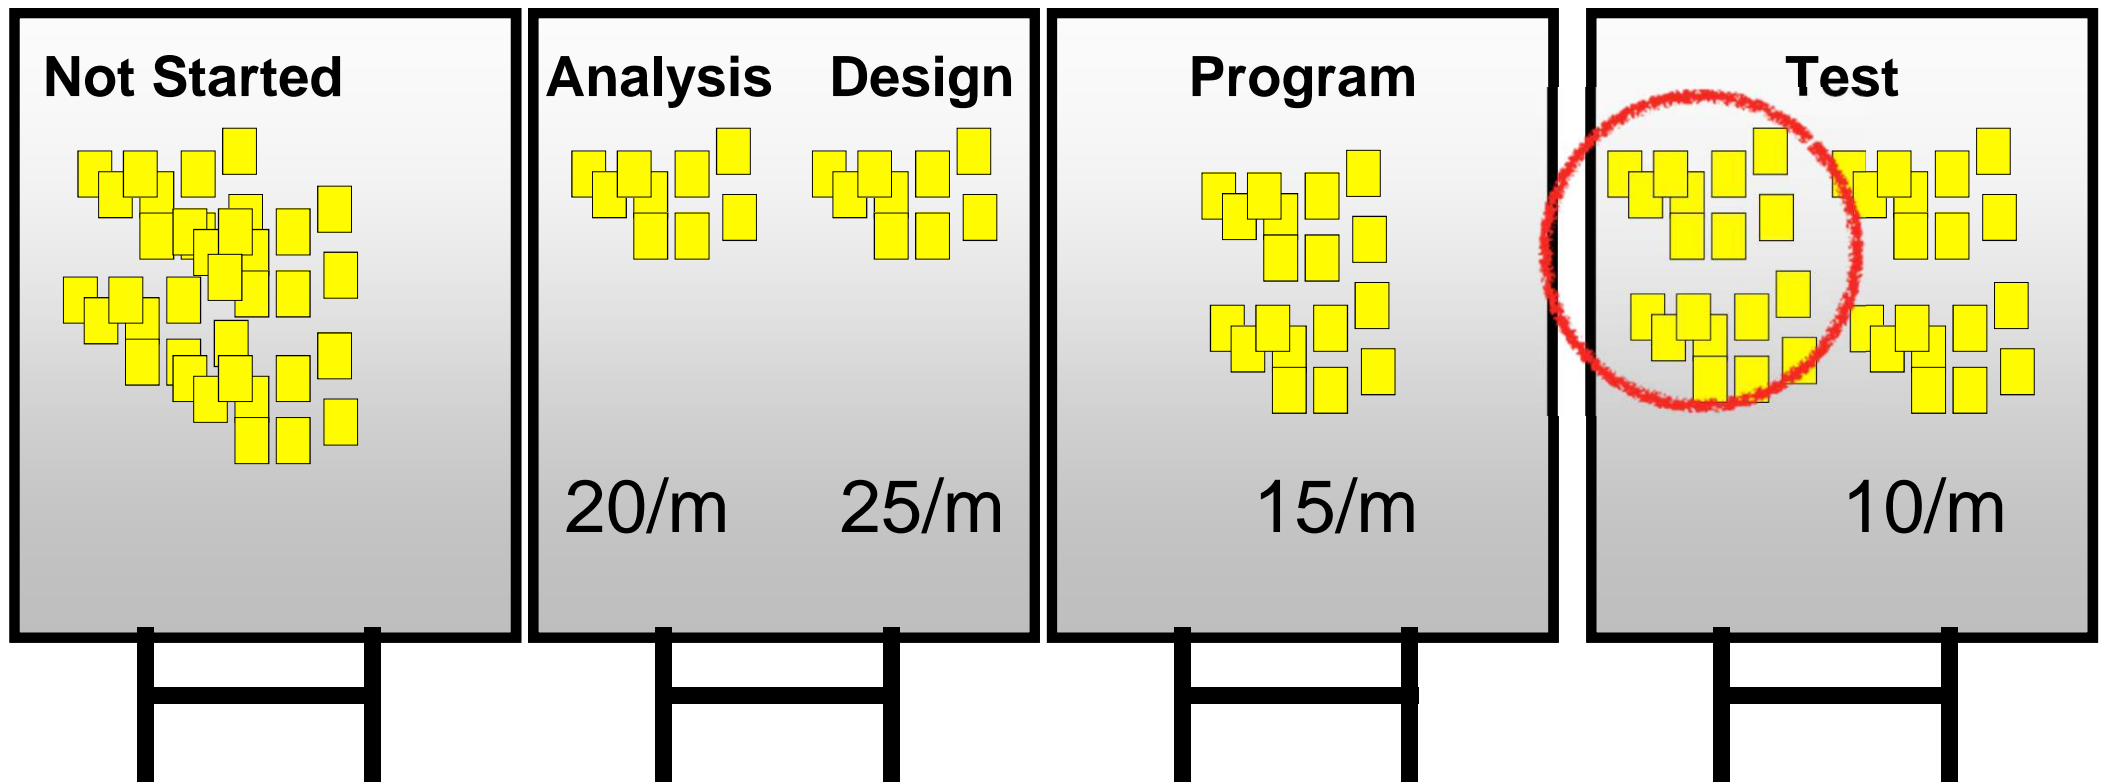 Not Started
Analysis Design
Program
Test
20/m 25/m
15/m
10/m